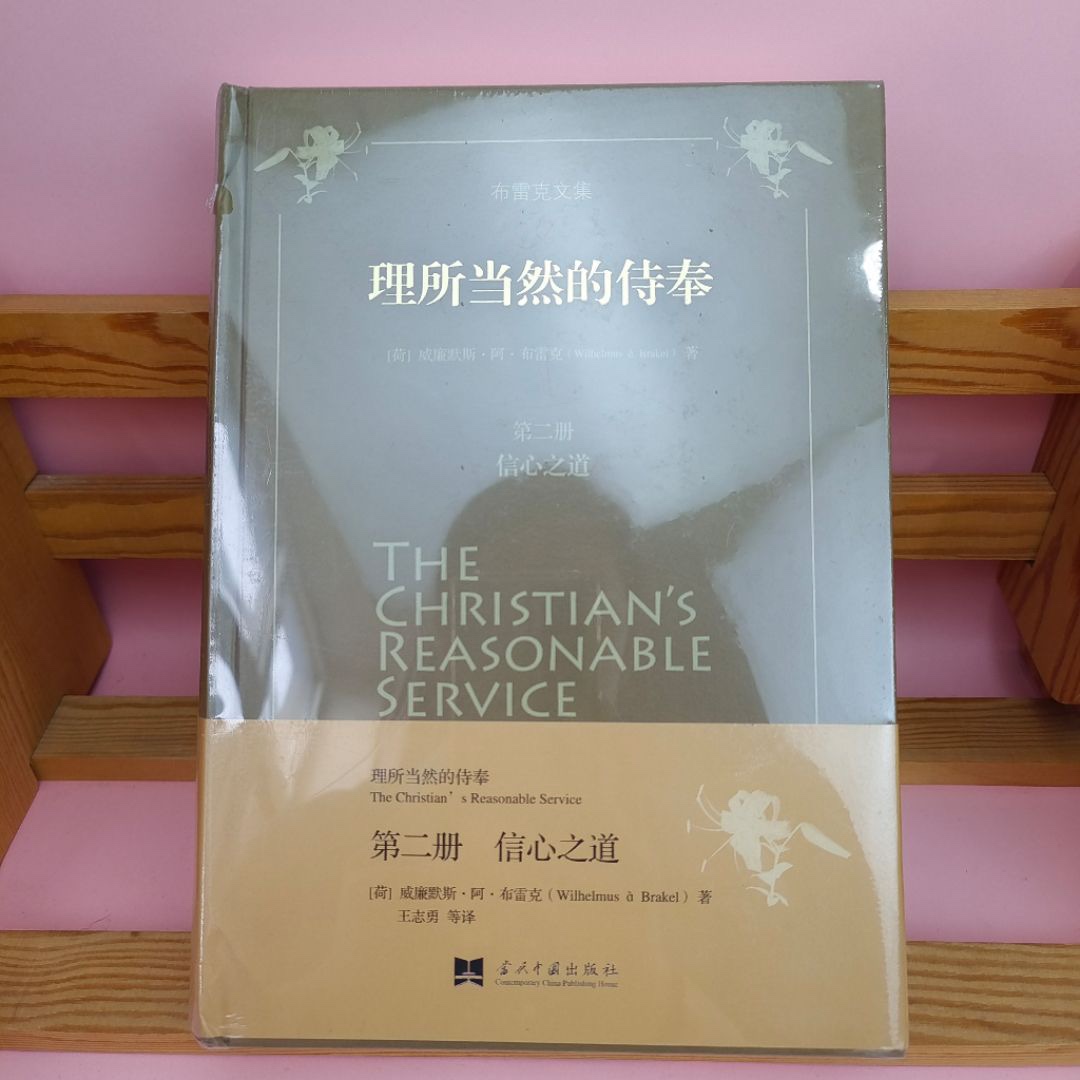 布雷克文集
理所当然的侍奉
[荷] 威廉默斯·阿·布雷克（Wilhelmus à Brakel）著
第二册
信心之道
THE
CHRISTIAN'S
REASONABLE
SERVICE
理所当然的侍奉
The Christian’s Reasonable Service
第二册 信心之道
[荷] 威廉默斯·阿·布雷克（Wilhelmus à Brakel）著
王志勇 等译
当代中国出版社
Contemporary China Publishing House